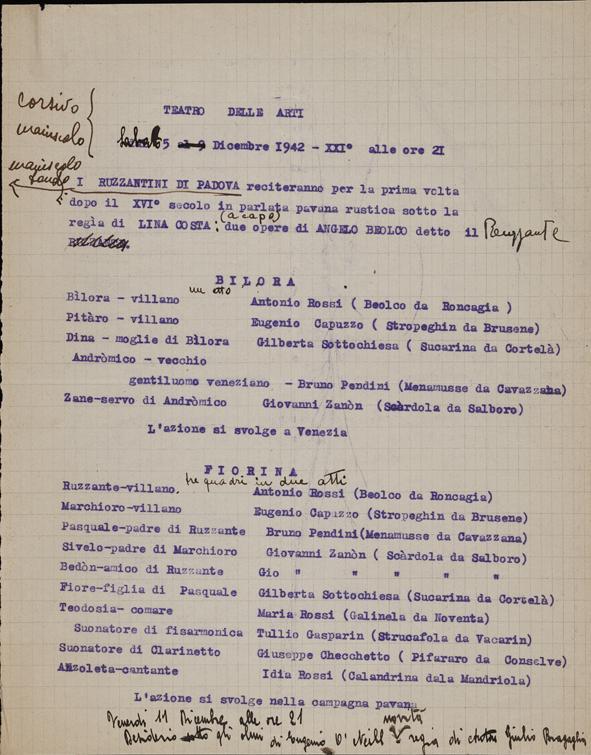 corsivo
maiuscolo
TEATRO DELLE ARTI
Sabato 5 al 9 Dicembre 1942 - XXI° alle ore 21
maiuscolo
tondo
I RUZZANTINI DI PADOVA reciteranno per la prima volta
dopo il XVI° secolo in parlata pavana rustica sotto la
(a capo)
regìa di LINA COSTA: due opere di ANGELO BEOLCO detto il Ruzzante
BILORA
un atto
Bìlora - villano Antonio Rossi ( Beolco da Roncagia )
Pitàro - villano Eugenio Capuzzo ( Stropeghin da Brusene)
Dina - moglie di Bìlora Gilberta Sottochiesa ( Sucarina da Cortelà)
Andròmico - vecchio
gentiluomo veneziano - Bruno Pendini (Menamusse da Cavazzana)
Zane-servo di Andròmico Giovanni Zanòn (Scàrdola da Salboro)
L'azione si svolge a Venezia
FIORINA
tre quadri in due atti
Ruzzante-villano. Antonio Rossi (Beolco da Roncagia)
Marchioro-villano Eugenio Capuzzo (Stropeghin da Brusene)
Pasquale-padre di Ruzzante Bruno Pendini(Menamusse da Cavazzana)
Sivelo-padre di Marchioro Giovanni Zanòn ( Scàrdola da Salboro)
Bedòn-amico di Ruzzante Gio " " " " "
Fiore-figlia di Pasquale Gilberta Sottochiesa (Sucarina da Cortelà)
Teodosia- comare Maria Rossi (Galinela da Noventa)
Suonatore di fisarmonica Tullio Gasparin (Strucafola da Vacarin)
Suonatore di Clarinetto Giuseppe Checchetto ( Pifararo da Conselve)
Anzoleta-cantante Idia Rossi (Calandrina dala Mandriola)
L'azione si svolge nella campagna pavana
Venerdì 11 Dicembre alle ore 21 novità
Desiderio sotto gli olmi di Eugenio O'Neill regia di Anton Giulio Bragaglia